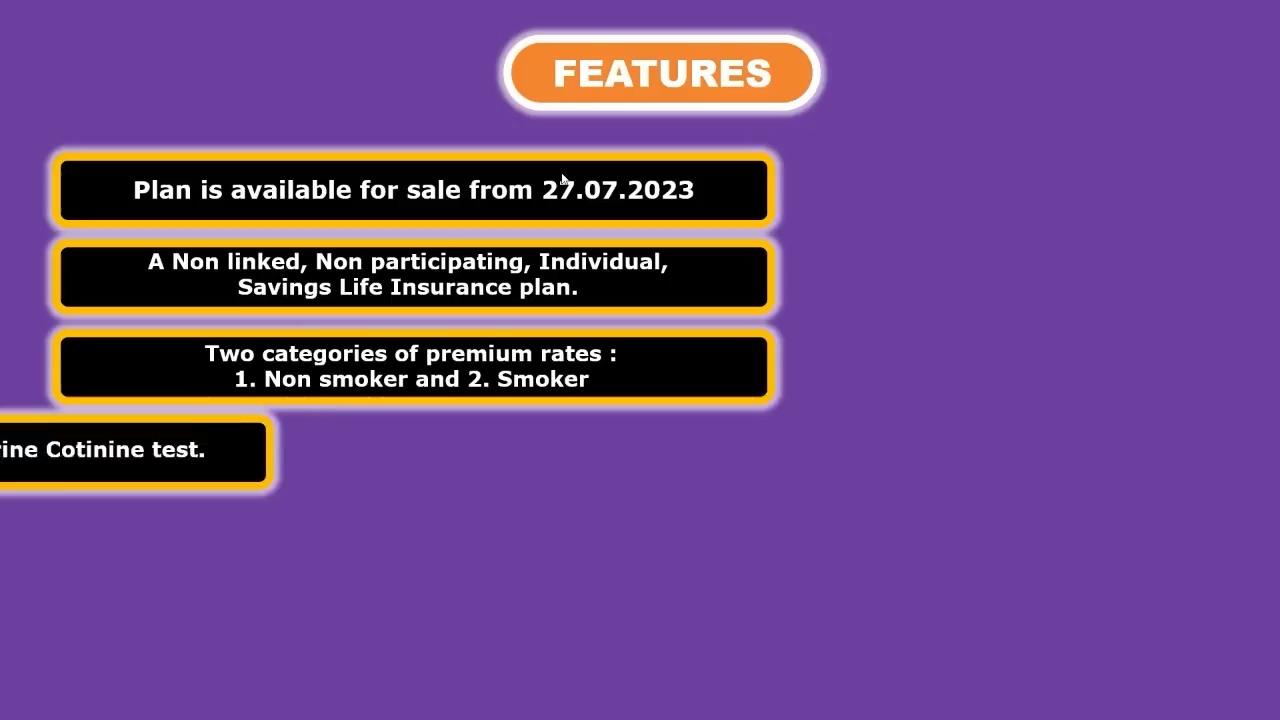 FEATURES
Plan is available for sale from 27.07.2023
A Non linked, Non participating, Individual,
Savings Life Insurance plan.
Two categories of premium rates :
1. Non smoker and 2. Smoker
Cotinine test.